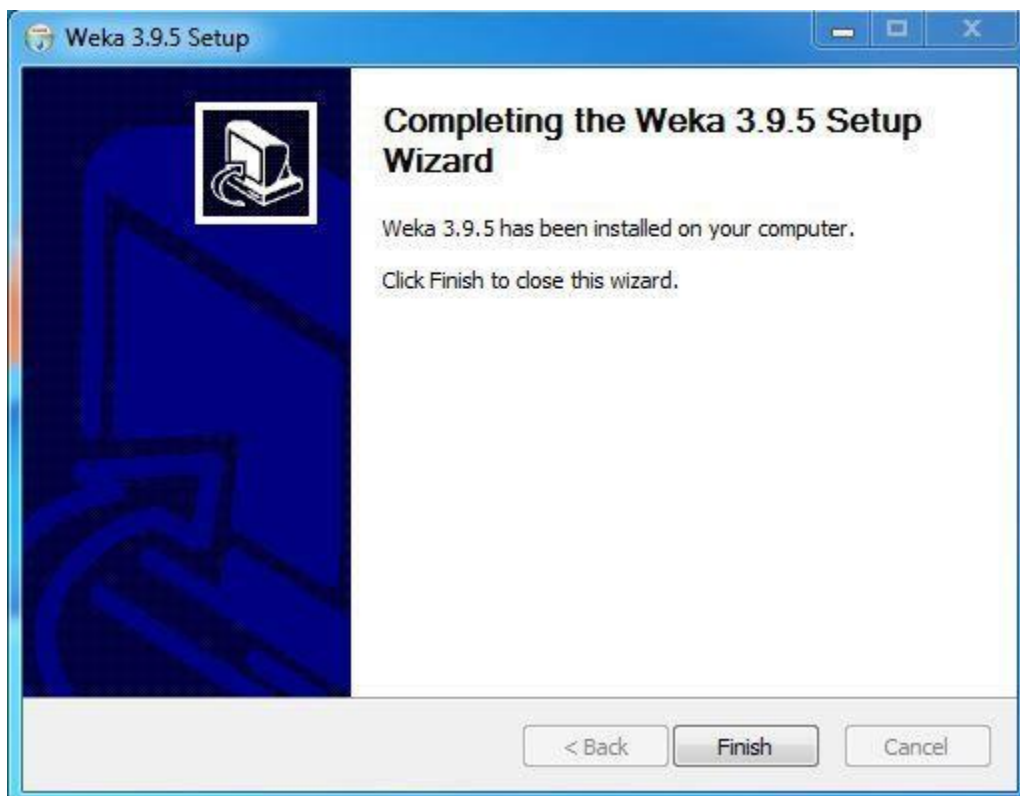 Weka 3.9.5 Setup
Completing the Weka 3.9.5 Setup
Wizard
Weka 3.9.5 has been installed on your computer.
Click Finish to close this wizard.
< Back Finish Cancel